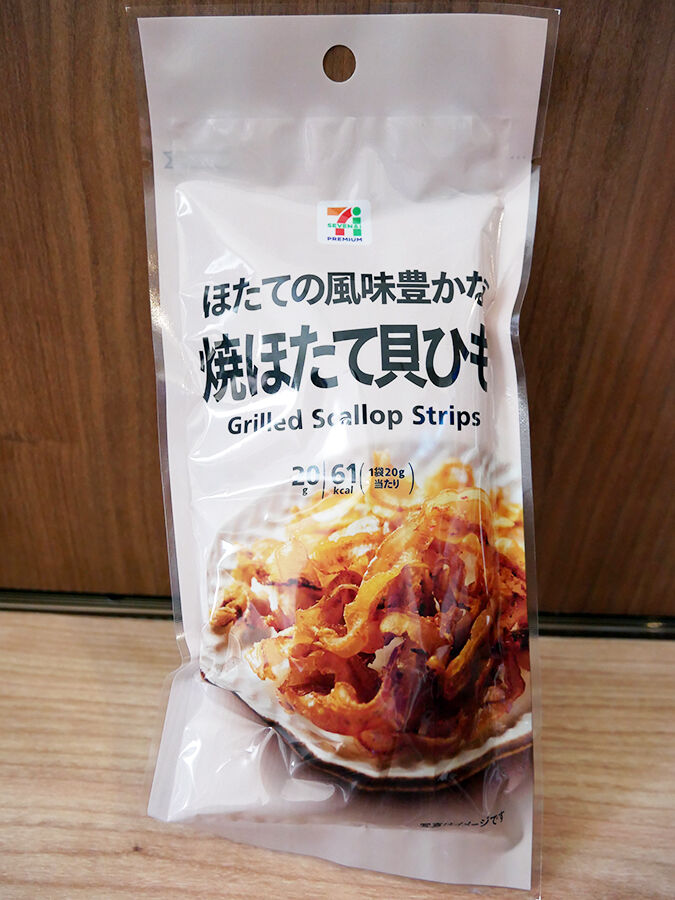 SEVEN&i
PREMIUM
ほたての風味豊かな
焼ほたて貝ひも
Grilled Scallop Strips
20g 61kcal (1袋20g当たり)
写真はイメージです